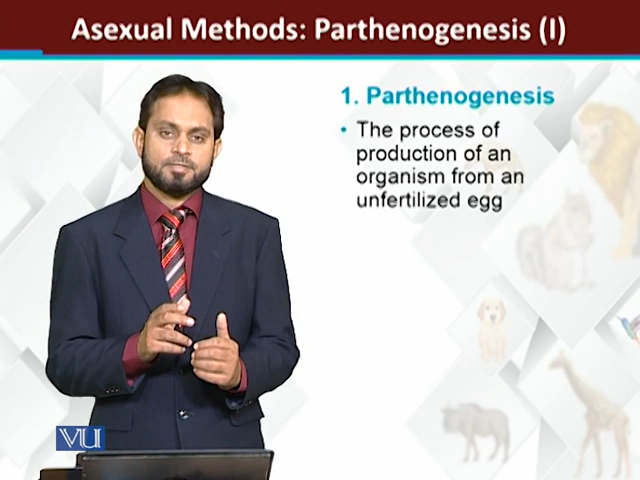 Asexual Methods: Parthenogenesis (I)
1. Parthenogenesis
• The process of
production of an
organism from an
unfertilized egg
VU